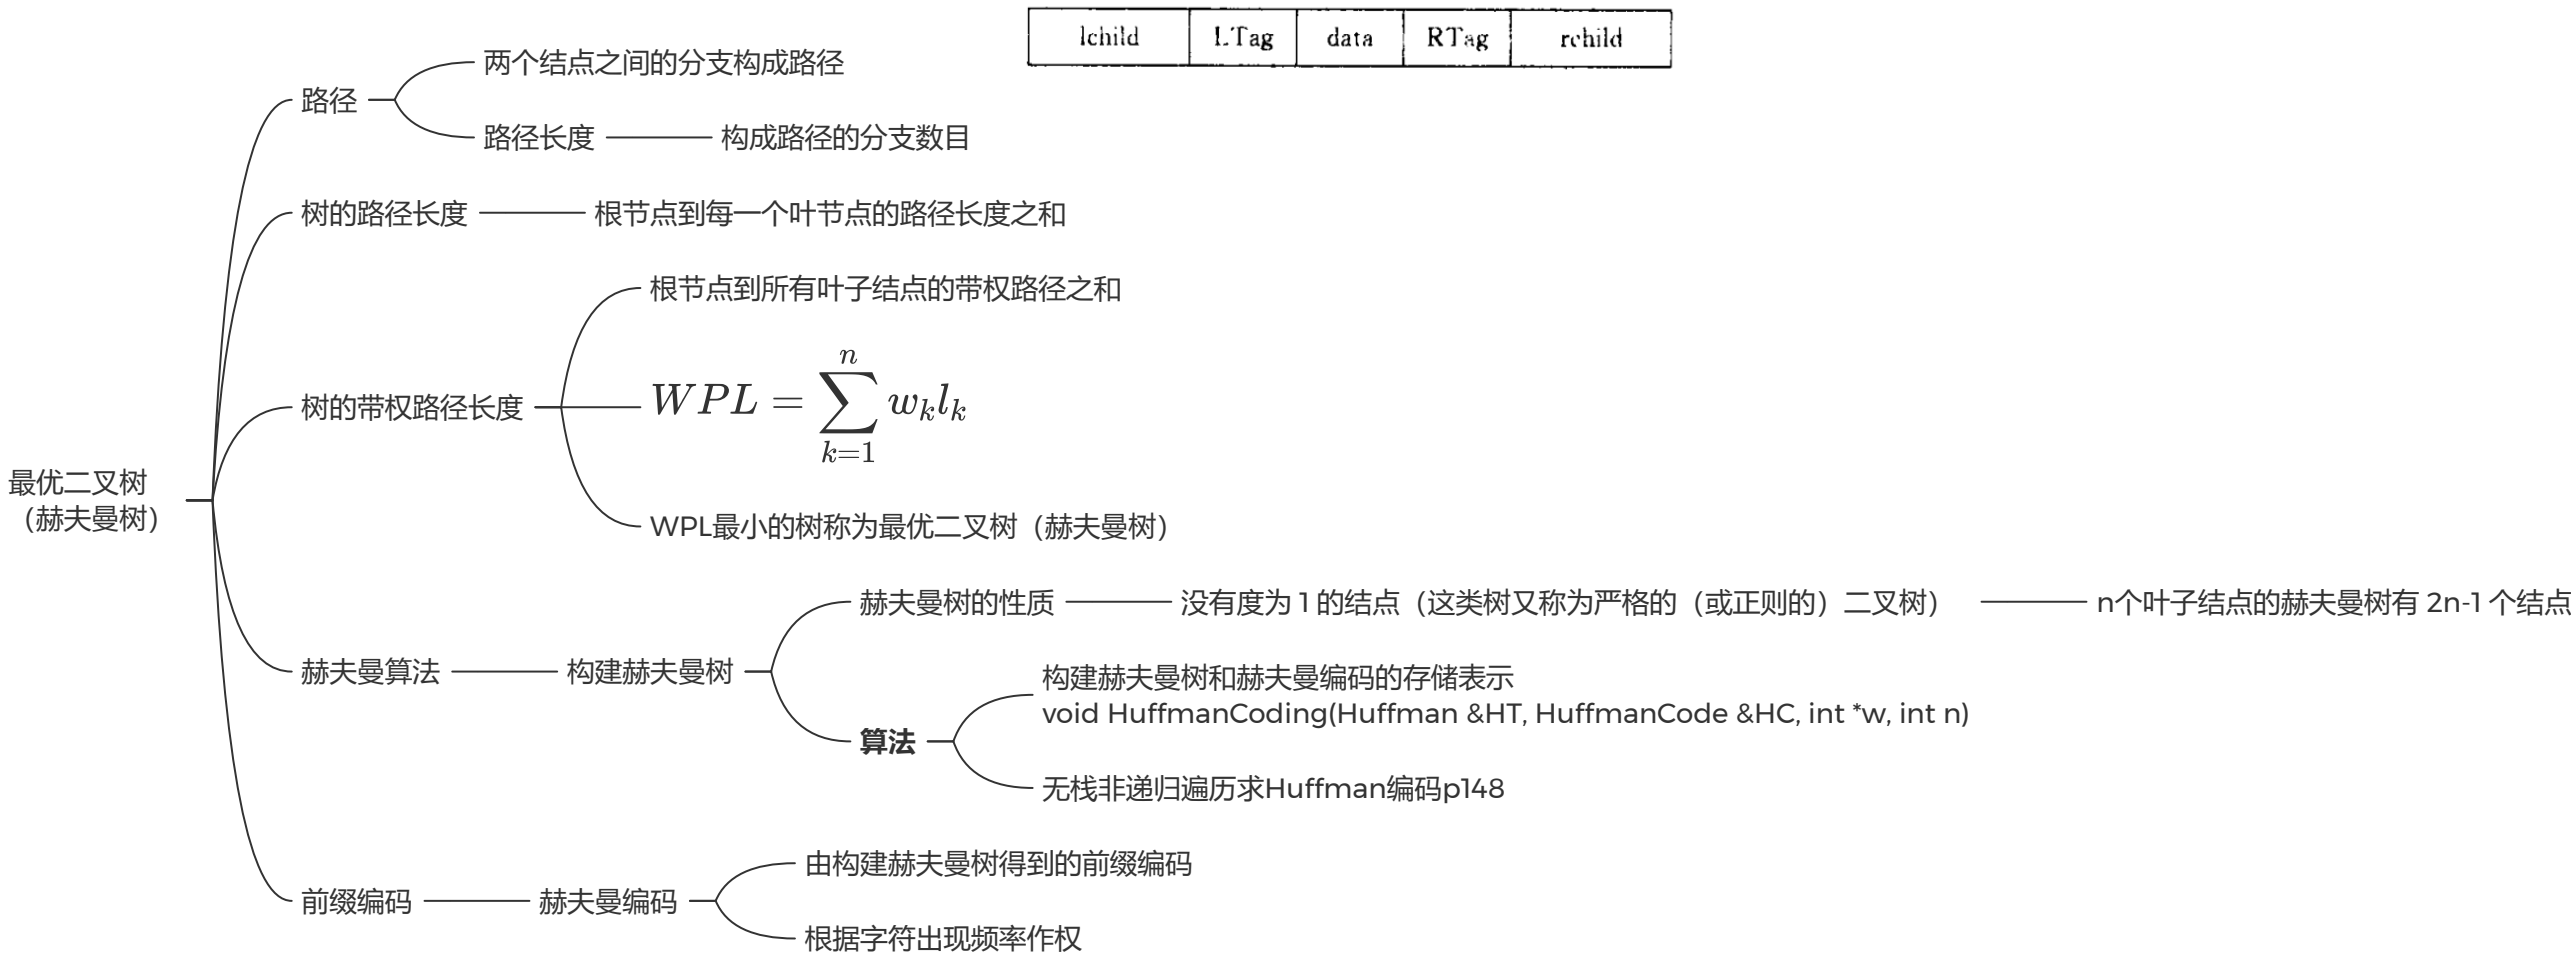 lchild LTag data RTag rchild
两个结点之间的分支构成路径
路径
路径长度
构成路径的分支数目
树的路径长度
根节点到每一个叶节点的路径长度之和
根节点到所有叶子结点的带权路径之和
树的带权路径长度
WPL = \sum_{k=1}^{n} w_k l_k
WPL最小的树称为最优二叉树（赫夫曼树）
最优二叉树
（赫夫曼树）
赫夫曼树的性质
没有度为 1 的结点（这类树又称为严格的（或正则的）二叉树）
n个叶子结点的赫夫曼树有 2n-1 个结点
赫夫曼算法
构建赫夫曼树
构建赫夫曼树和赫夫曼编码的存储表示
void HuffmanCoding(Huffman &HT, HuffmanCode &HC, int *w, int n)
算法
无栈非递归遍历求Huffman编码p148
由构建赫夫曼树得到的前缀编码
前缀编码
赫夫曼编码
根据字符出现频率作权